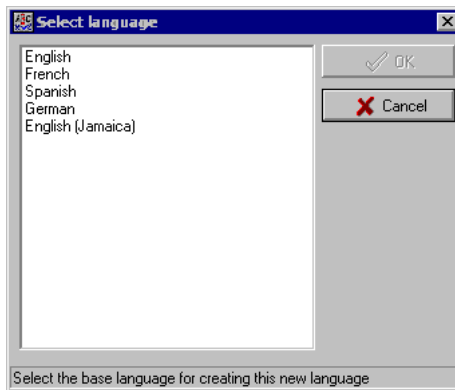 Select language
English
French
Spanish
German
English (Jamaica)
OK
Cancel
Select the base language for creating this new language